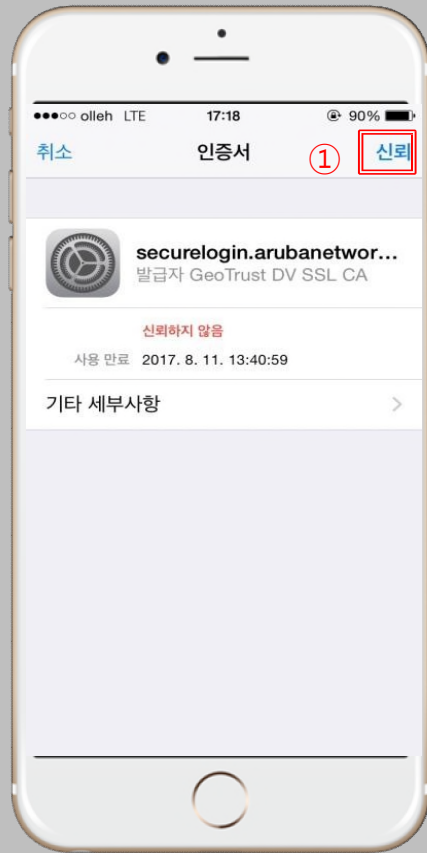 ●●●○○ olleh LTE 17:18 90%
취소 인증서 ① 신뢰
securelogin.arubanetwor...
발급자 GeoTrust DV SSL CA
신뢰하지 않음
사용 만료 2017. 8. 11. 13:40:59
기타 세부사항